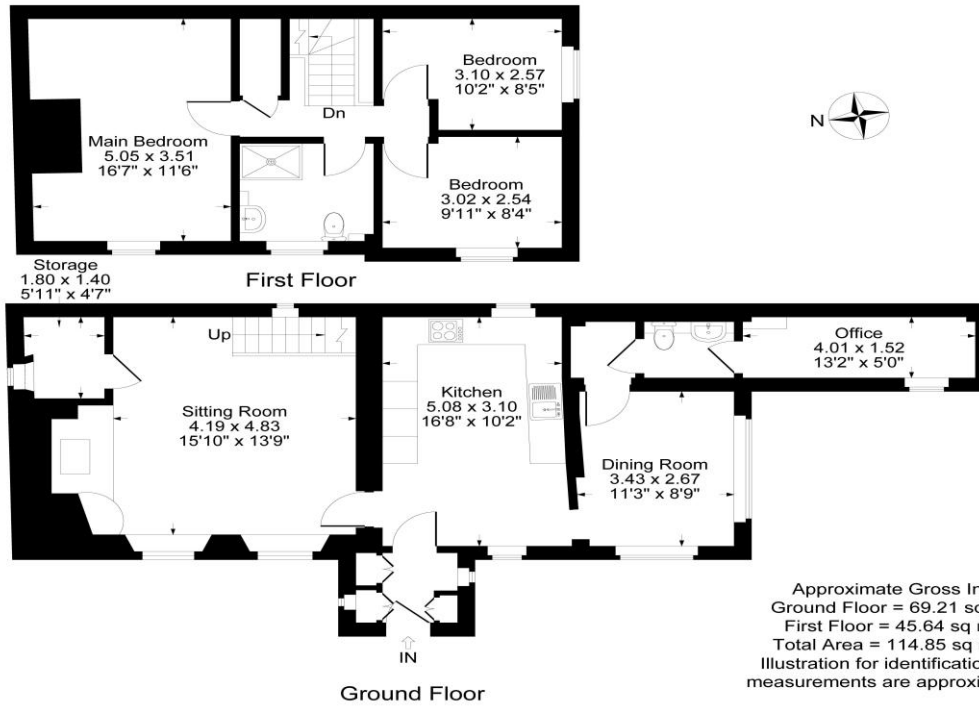 Main Bedroom
5.05 x 3.51
16'7" x 11'6"
Dn
Bedroom
3.10 x 2.57
10'2" x 8'5"
Bedroom
3.02 x 2.54
9'11" x 8'4"
N
First Floor
Storage
1.80 x 1.40
5'11" x 4'7"
Up
Sitting Room
4.19 x 4.83
15'10" x 13'9"
Kitchen
5.08 x 3.10
16'8" x 10'2"
Dining Room
3.43 x 2.67
11'3" x 8'9"
Office
4.01 x 1.52
13'2" x 5'0"
IN
Ground Floor
Approximate Gross In
Ground Floor = 69.21 sq
First Floor = 45.64 sq
Total Area = 114.85 sq
Illustration for identificatio
measurements are approxi